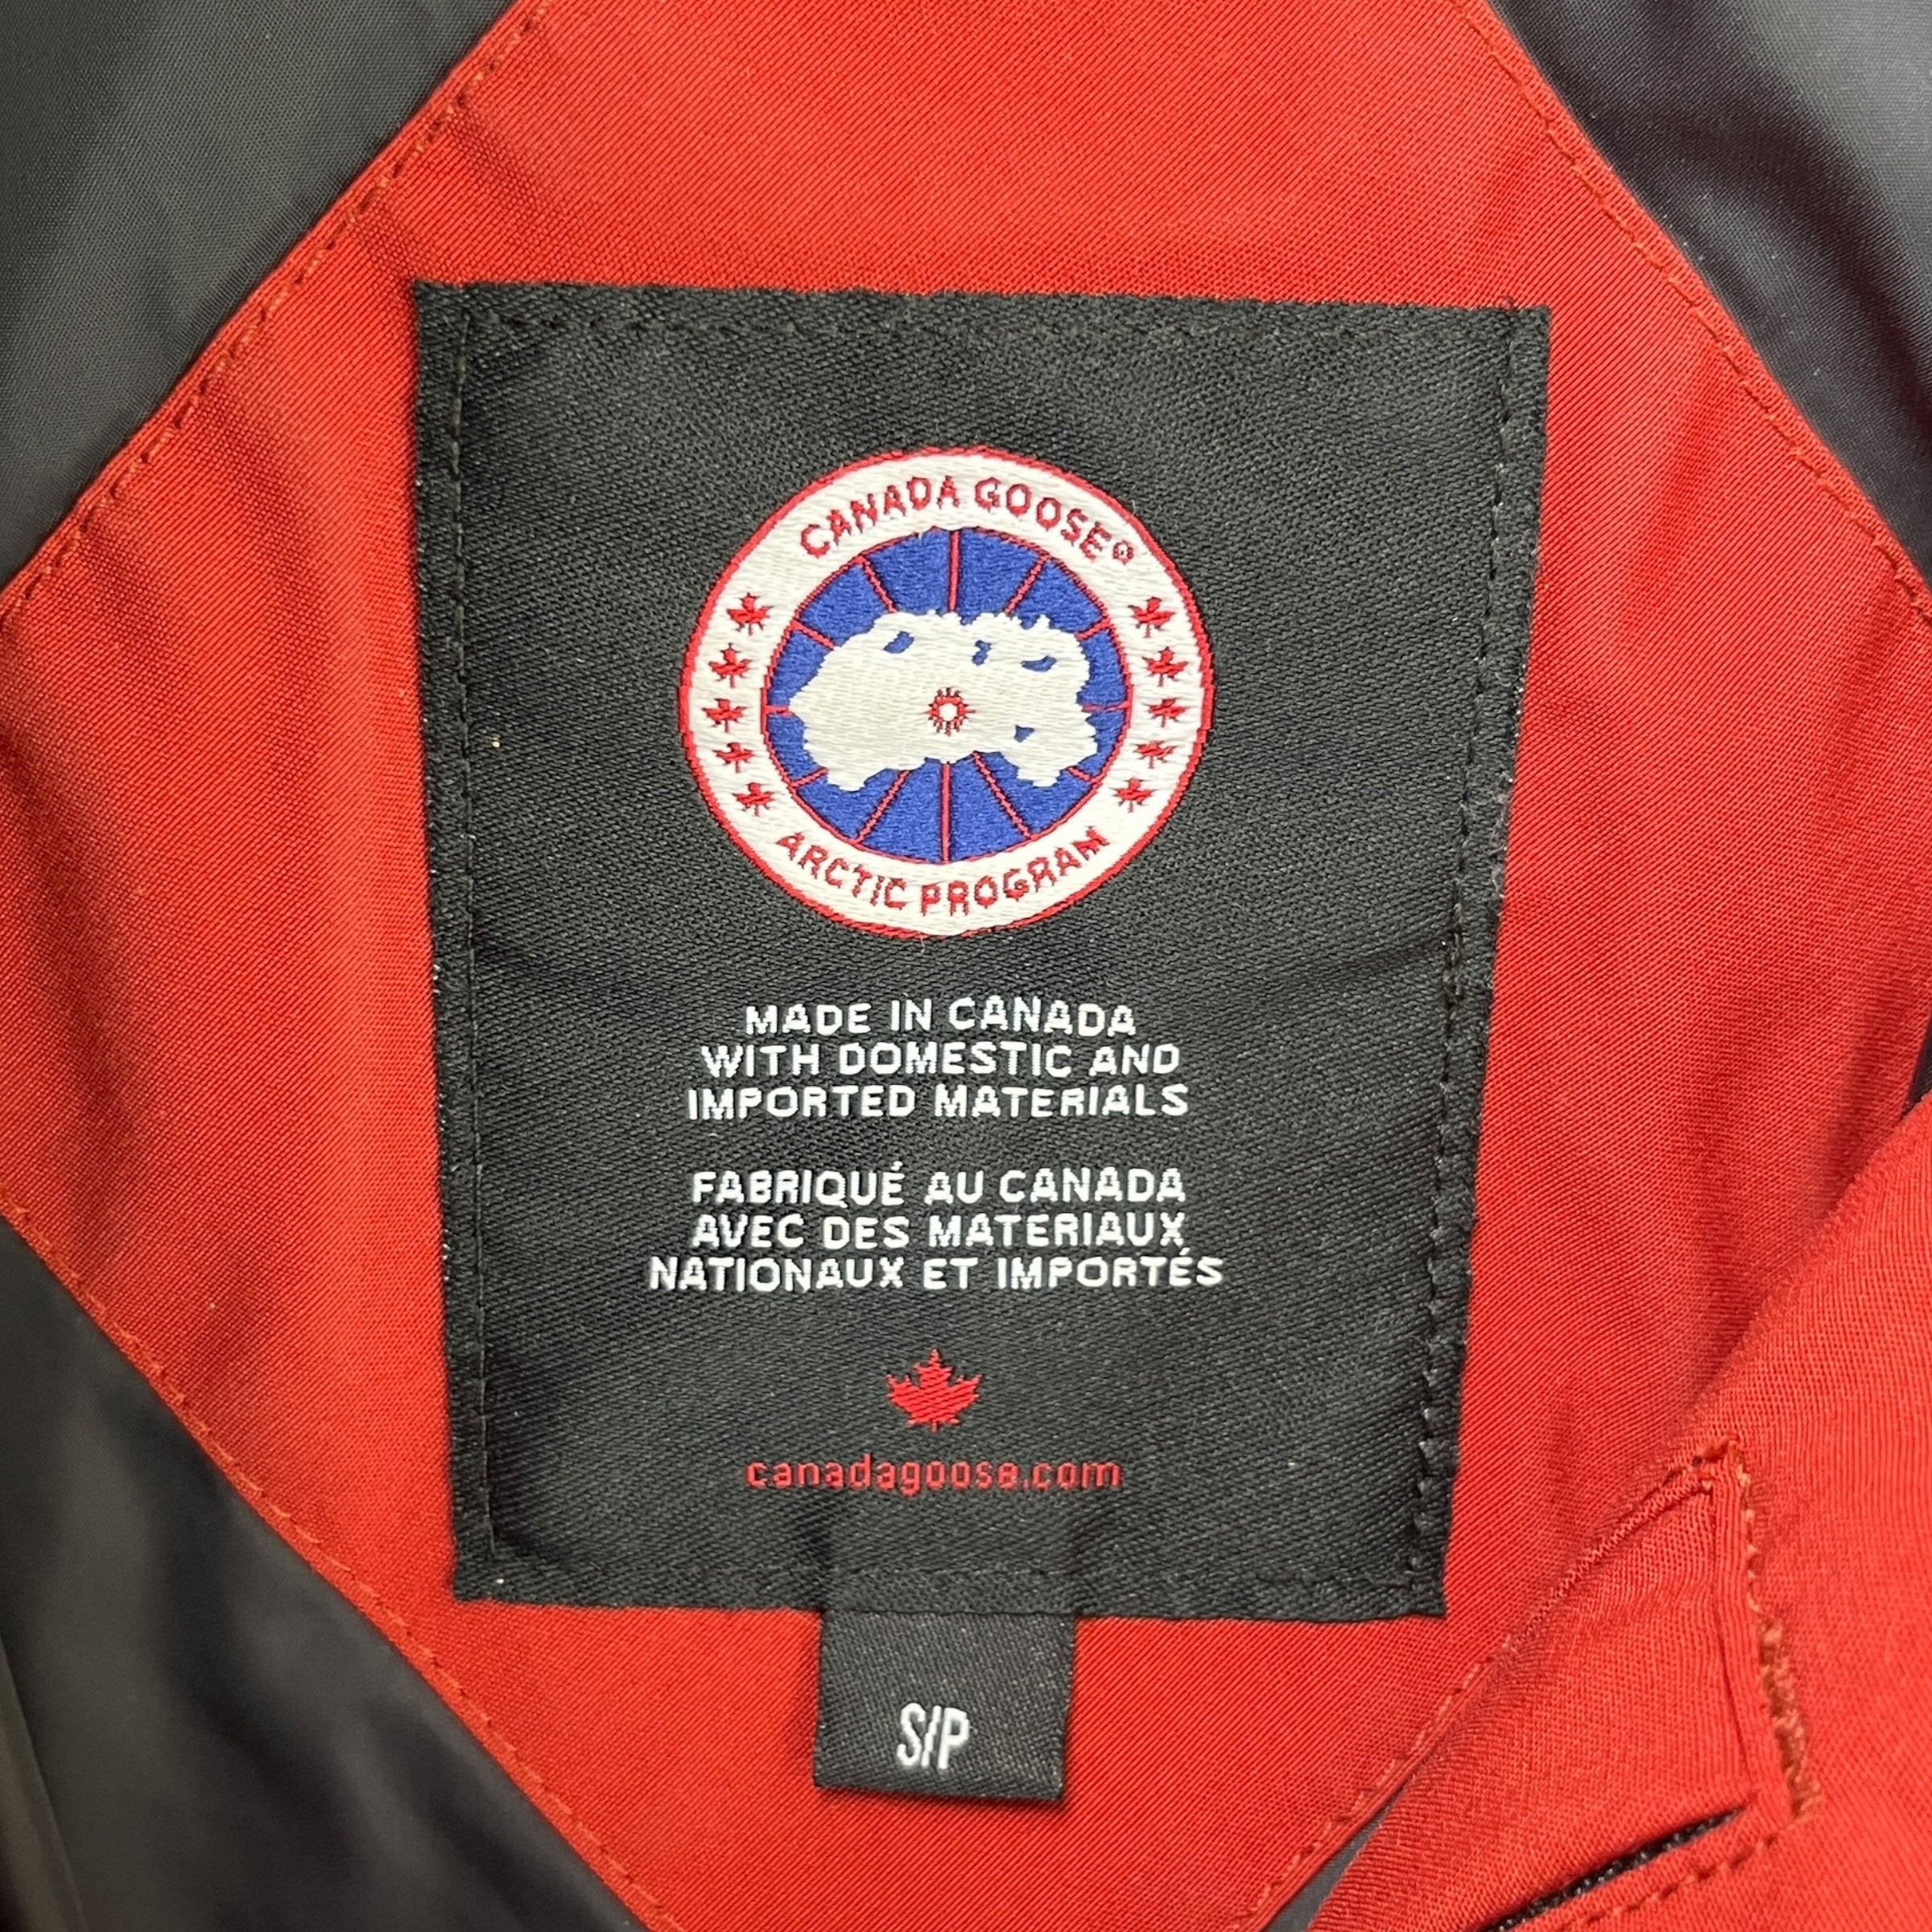 CANADA GOOSE®
ARCTIC PROGRAM
MADE IN CANADA
WITH DOMESTIC AND
IMPORTED MATERIALS
FABRIQUÉ AU CANADA
AVEC DES MATERIAUX
NATIONAUX ET IMPORTÉS
canadagoose.com
S/P